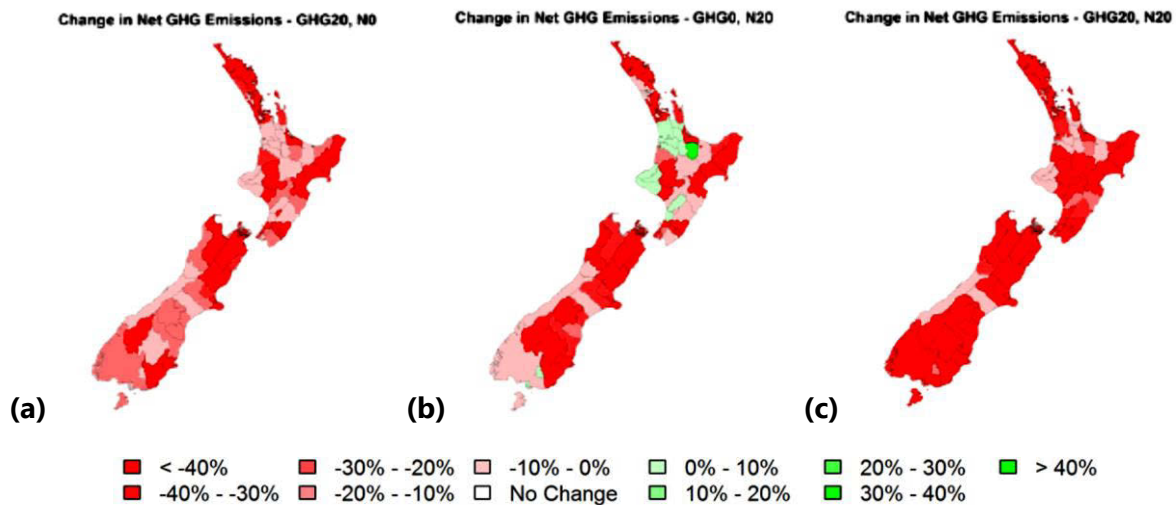 Change in Net GHG Emissions - GHG20, N0
Change in Net GHG Emissions - GHG0, N20
Change in Net GHG Emissions - GHG20, N20
(a)
(b)
(c)
< -40%
-30% - -20%
-10% - 0%
0% - 10%
20% - 30%
> 40%
-40% - -30%
-20% - -10%
No Change
10% - 20%
30% - 40%